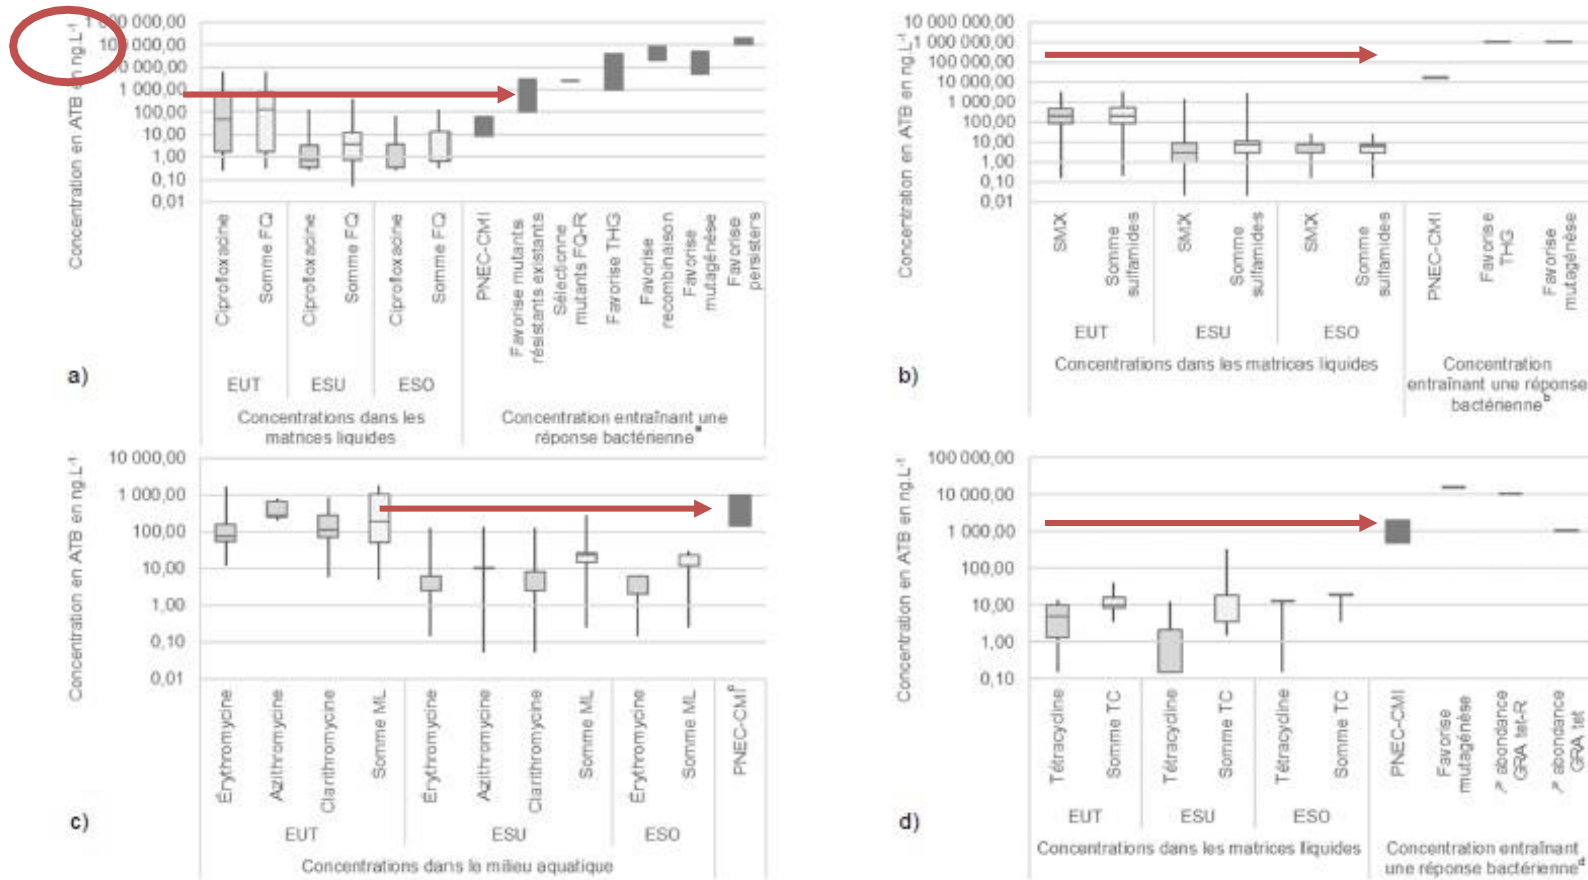 Concentration en ATB en ng.L-1
1 000 000,00
100 000,00
10 000,00
1 000,00
100,00
10,00
1,00
0,10
0,01
Ciprofloxacine
Somme FQ
Ciprofloxacine
Somme FQ
Ciprofloxacine
Somme FQ
PNEC-CMI
Favorise mutants
résistants existants
Sélectionne
mutants FQ-R
Favorise THG
Favorise
recombinaison
Favorise
mutagénèse
Favorise
persisters
EUT
ESU
ESO
Concentrations dans les
matrices liquides
Concentration entraînant une
réponse bactérienne
a)
Concentration en ATB en ng.L-1
10 000 000,00
1 000 000,00
100 000,00
10 000,00
1 000,00
100,00
10,00
1,00
0,10
0,01
SMX
Somme
sulfamides
SMX
Somme
sulfamides
SMX
Somme
sulfamides
PNEC-CMI
Favorise
THG
Favorise
mutagénèse
EUT
ESU
ESO
Concentrations dans les matrices liquides
Concentration
entraînant une réponse
bactérienne b
b)
Concentration en ATB en ng.L-1
10 000,00
1 000,00
100,00
10,00
1,00
0,10
0,01
Érythromycine
Azithromycine
Clarithromycine
Somme ML
Érythromycine
Azithromycine
Clarithromycine
Somme ML
Érythromycine
Somme ML
PNEC-CMI c
EUT
ESU
ESO
Concentrations dans le milieu aquatique
c)
Concentration en ATB en ng.L-1
100 000,00
10 000,00
1 000,00
100,00
10,00
1,00
0,10
Tétracycline
Somme TC
Tétracycline
Somme TC
Tétracycline
Somme TC
PNEC-CMI
Favorise
mutagénèse
↗ abondance
GRA tet-R
↗ abondance
GRA tet
EUT
ESU
ESO
Concentrations dans les matrices liquides
Concentration entraînant
une réponse bactérienne d
d)